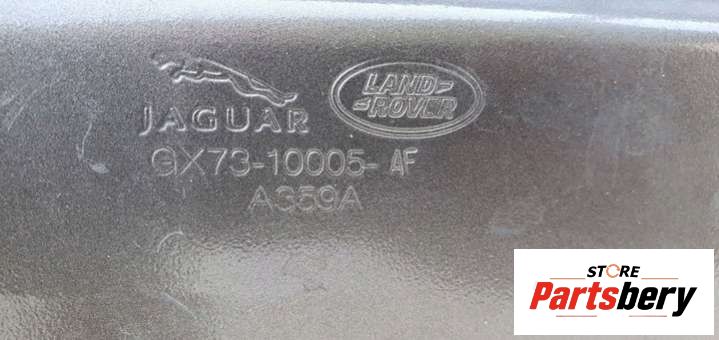 JAGUAR
LAND-
-ROVER
GX73-10005-AF
A359A
STORE
Partsbery